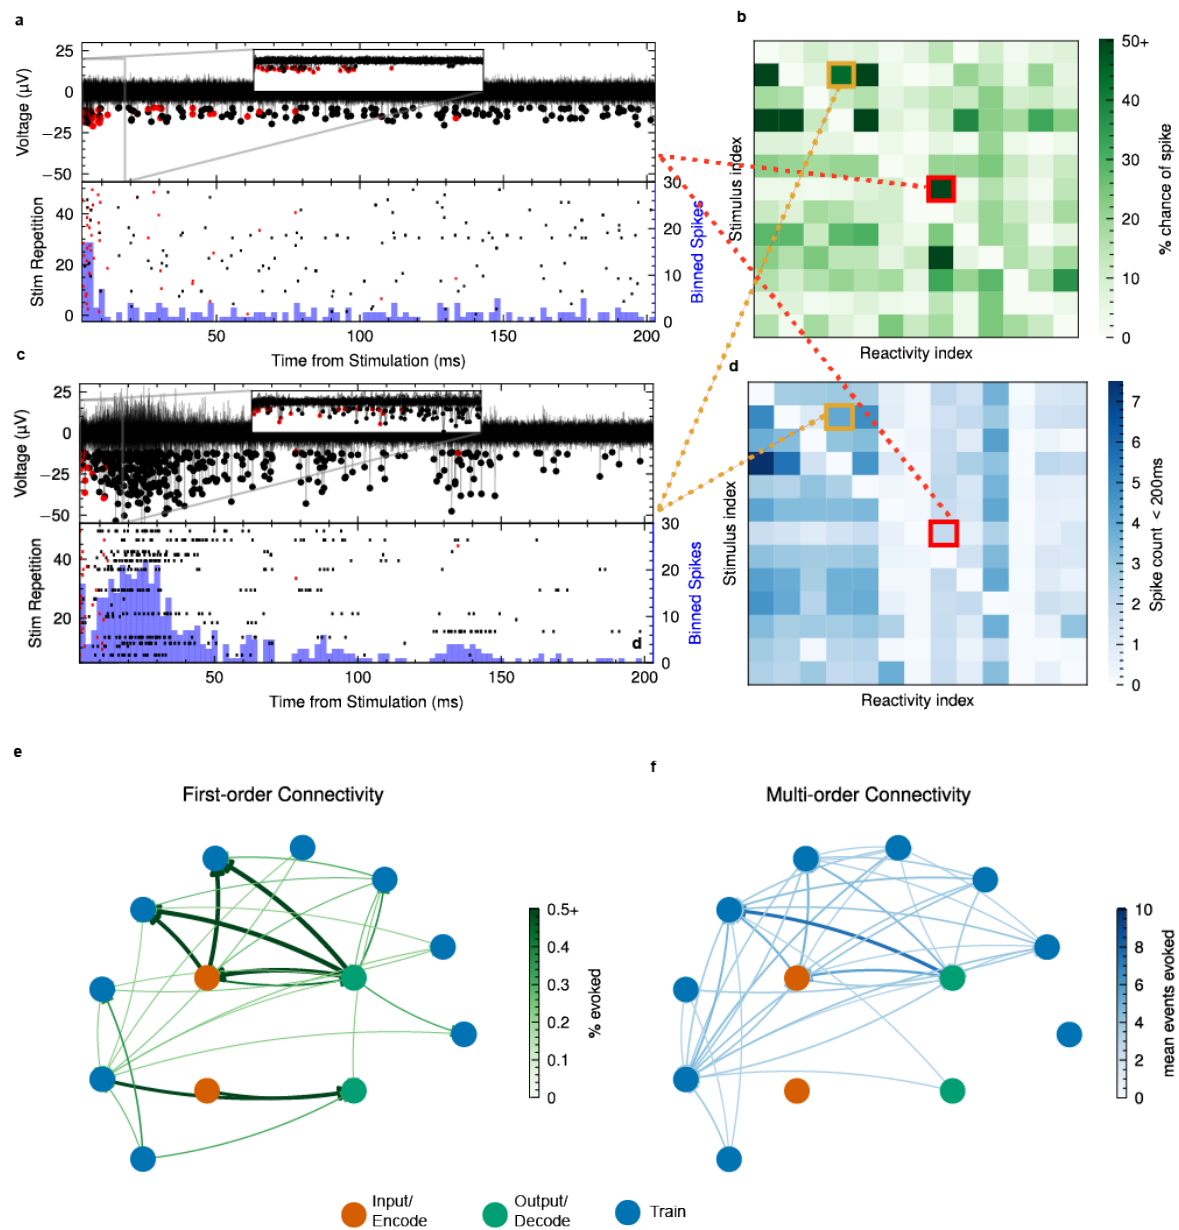 a
25
0
−25
−50
Voltage (µV)
40
20
0
Stim Repetition
30
20
10
0
Binned Spikes
50
100
150
200
Time from Stimulation (ms)
b
Stimulus index
Reactivity index
50+
40
30
20
10
0
% chance of spike
c
25
0
−25
−50
Voltage (µV)
40
20
Stim Repetition
30
20
10
0
Binned Spikes
d
50
100
150
200
Time from Stimulation (ms)
d
Stimulus index
Reactivity index
7
6
5
4
3
2
1
0
Spike count < 200ms
e
First-order Connectivity
0.5+
0.4
0.3
0.2
0.1
0
% evoked
f
Multi-order Connectivity
10
8
6
4
2
0
mean events evoked
Input/
Encode
Output/
Decode
Train